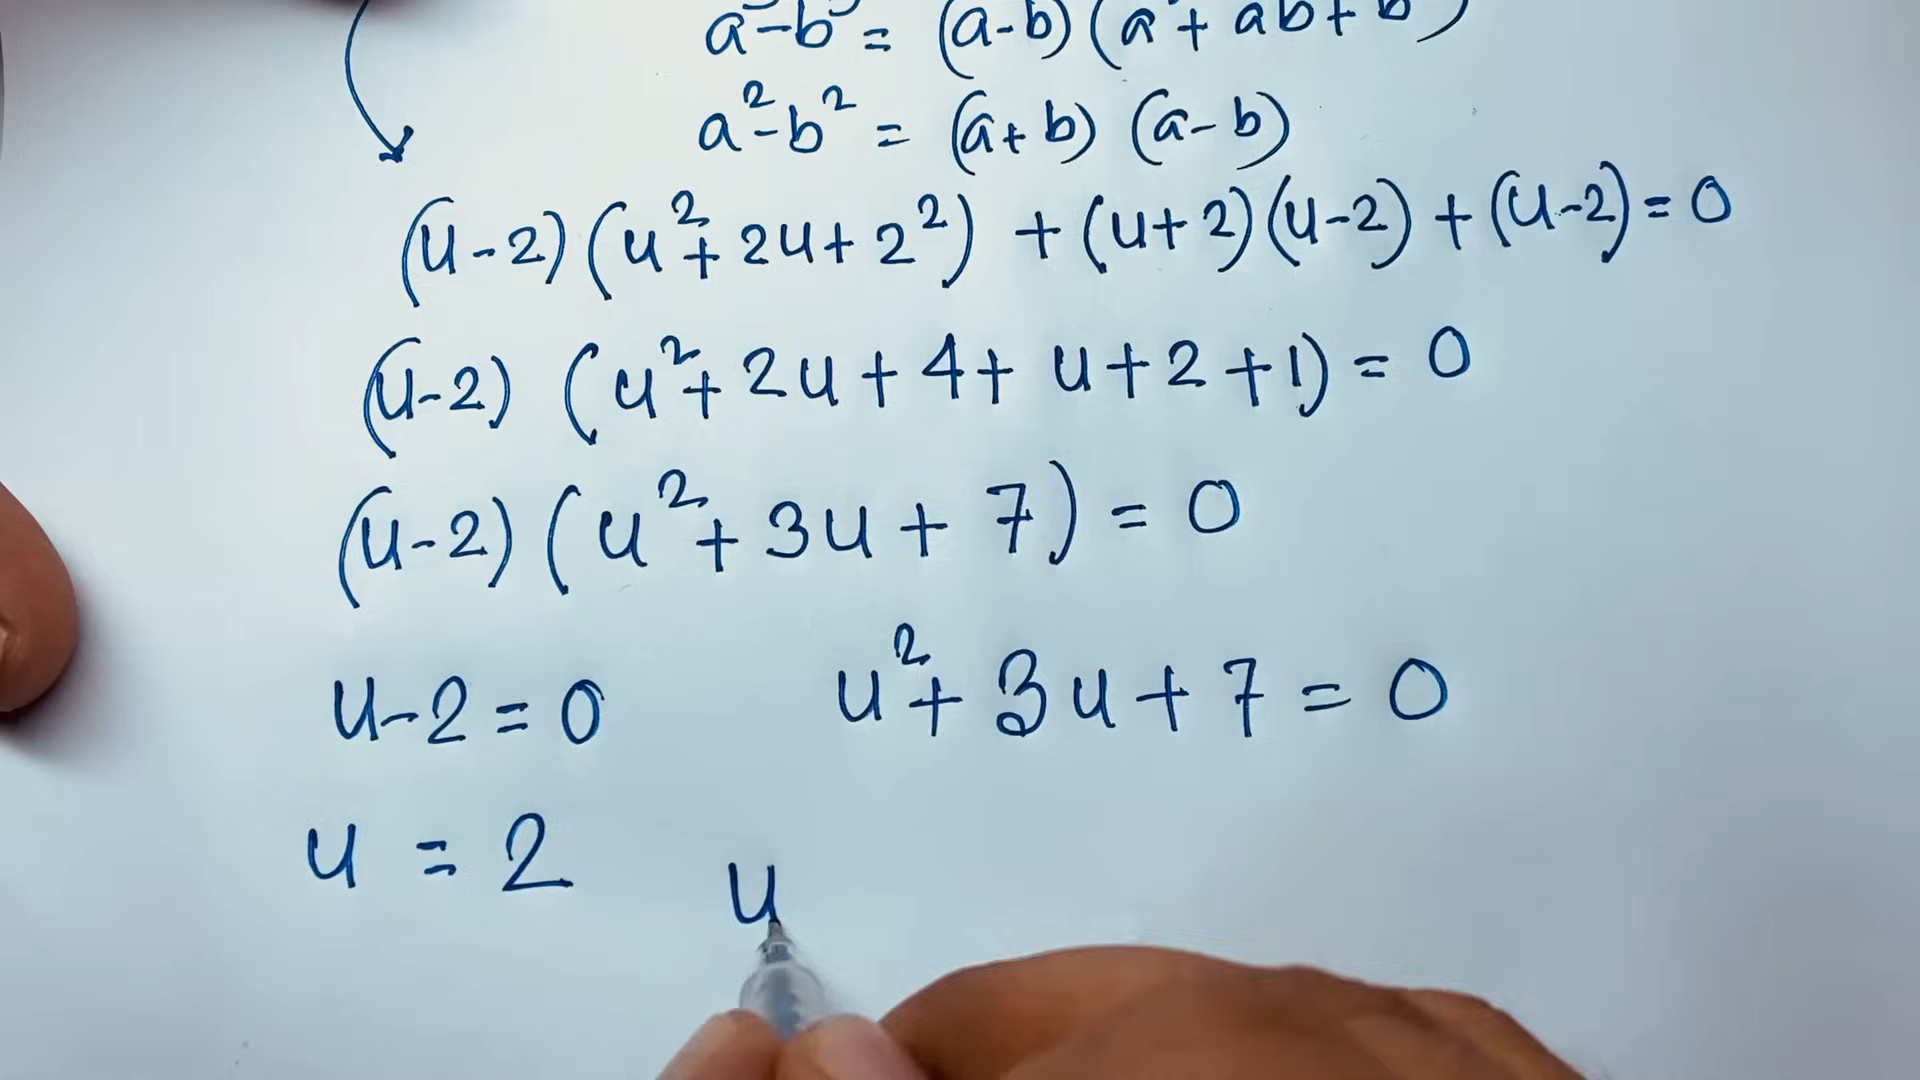 a³-b³ = (a-b)(a²+ab+b²)
a²-b² = (a+b) (a-b)
(u-2)(u²+2u+2²) + (u+2)(u-2) + (u-2) = 0
(u-2) (u²+2u+4+u+2+1) = 0
(u-2)(u²+3u+7) = 0
u-2=0 u²+3u+7=0
u = 2 u